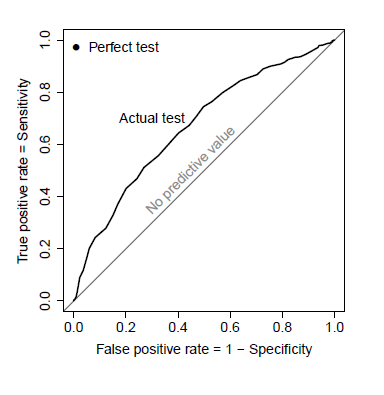 Perfect test
Actual test
No predictive value
True positive rate = Sensitivity
0.0 0.2 0.4 0.6 0.8 1.0
0.0 0.2 0.4 0.6 0.8 1.0
False positive rate = 1 − Specificity